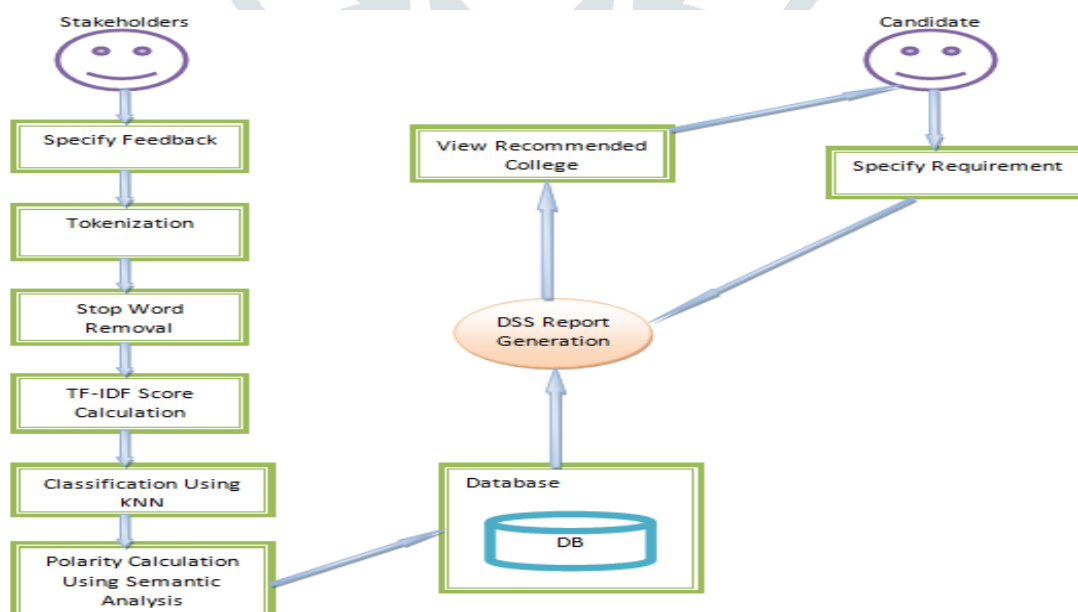 Stakeholders
Specify Feedback
Tokenization
Stop Word
Removal
TF-IDF Score
Calculation
Classification Using
KNN
Polarity Calculation
Using Semantic
Analysis
Database
DB
DSS Report
Generation
View Recommended
College
Candidate
Specify Requirement